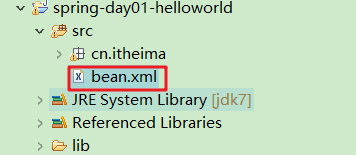 spring-day01-helloworld
src
cn.itheima
bean.xml
JRE System Library [jdk7]
Referenced Libraries
lib